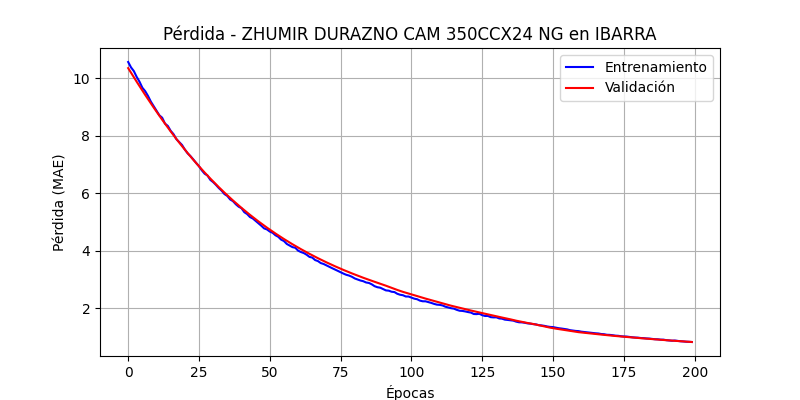 Pérdida - ZHUMIR DURAZNO CAM 350CCX24 NG en IBARRA
Entrenamiento
Validación
Pérdida (MAE)
10
8
6
4
2
0 25 50 75 100 125 150 175 200
Épocas